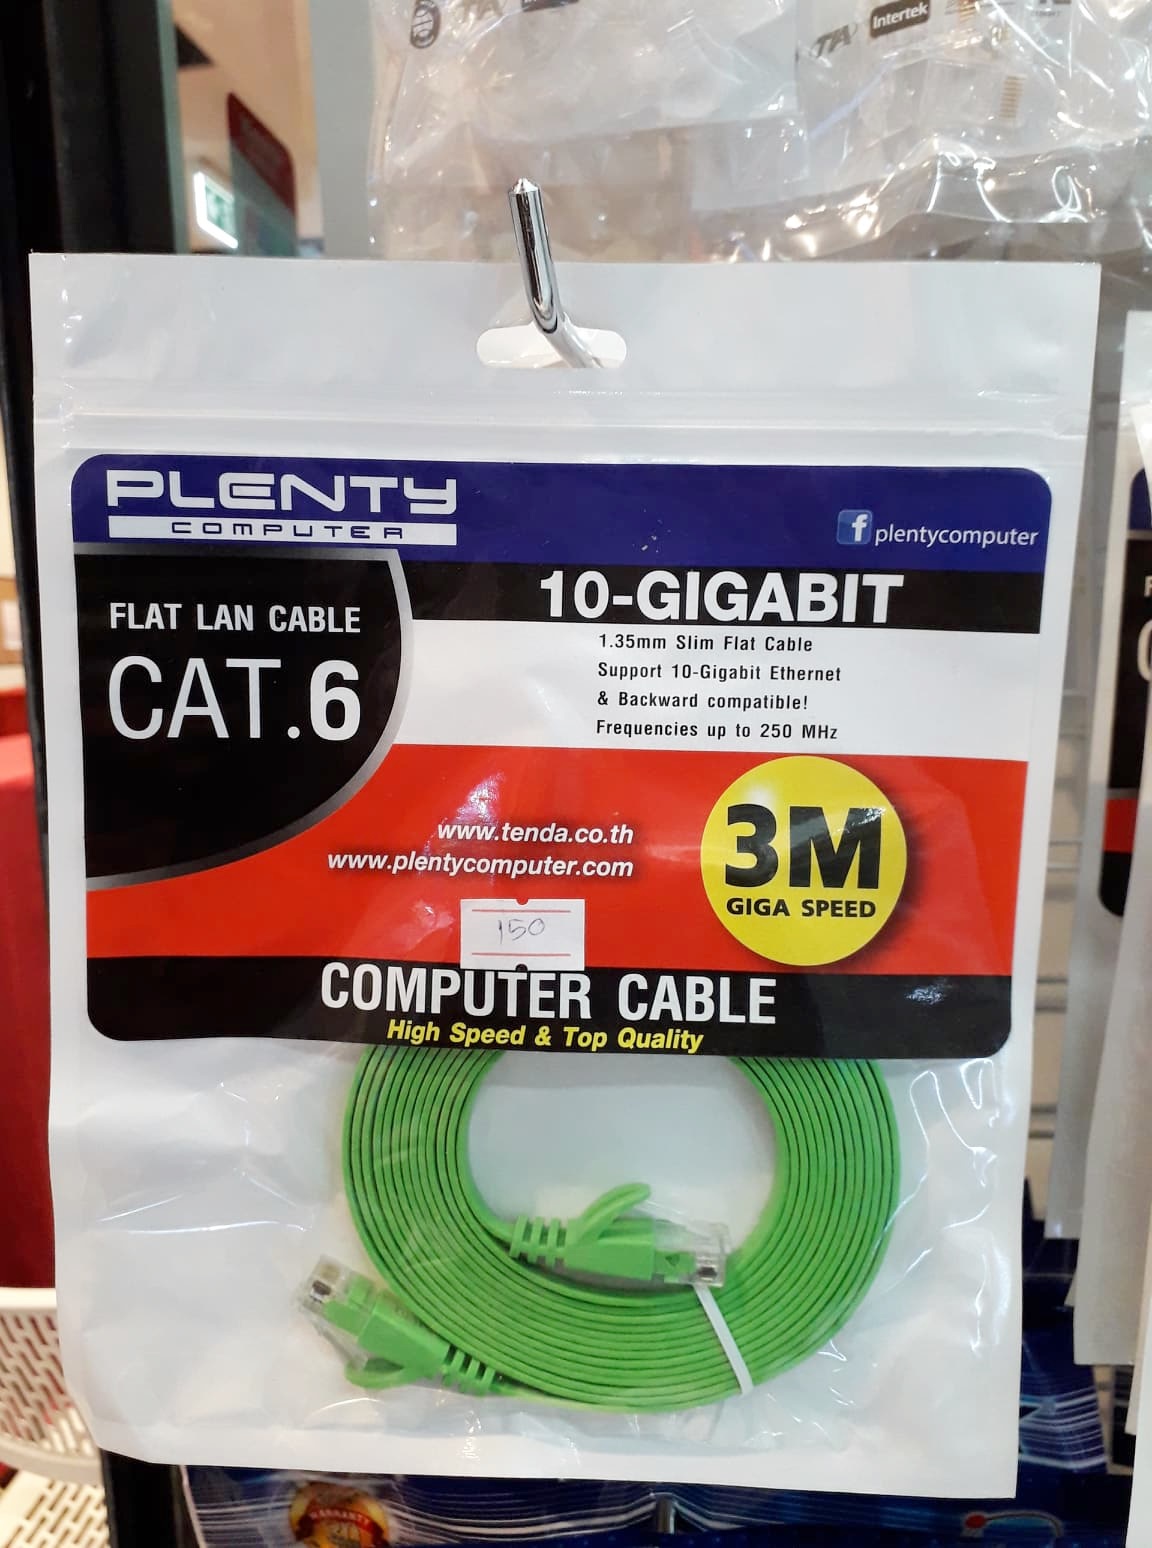 Intertek
PLENTY
COMPUTER
plentycomputer
FLAT LAN CABLE
CAT.6
10-GIGABIT
1.35mm Slim Flat Cable
Support 10-Gigabit Ethernet
& Backward compatible!
Frequencies up to 250 MHz
3M
GIGA SPEED
www.tenda.co.th
www.plentycomputer.com
150
COMPUTER CABLE
High Speed & Top Quality
WARRANTY